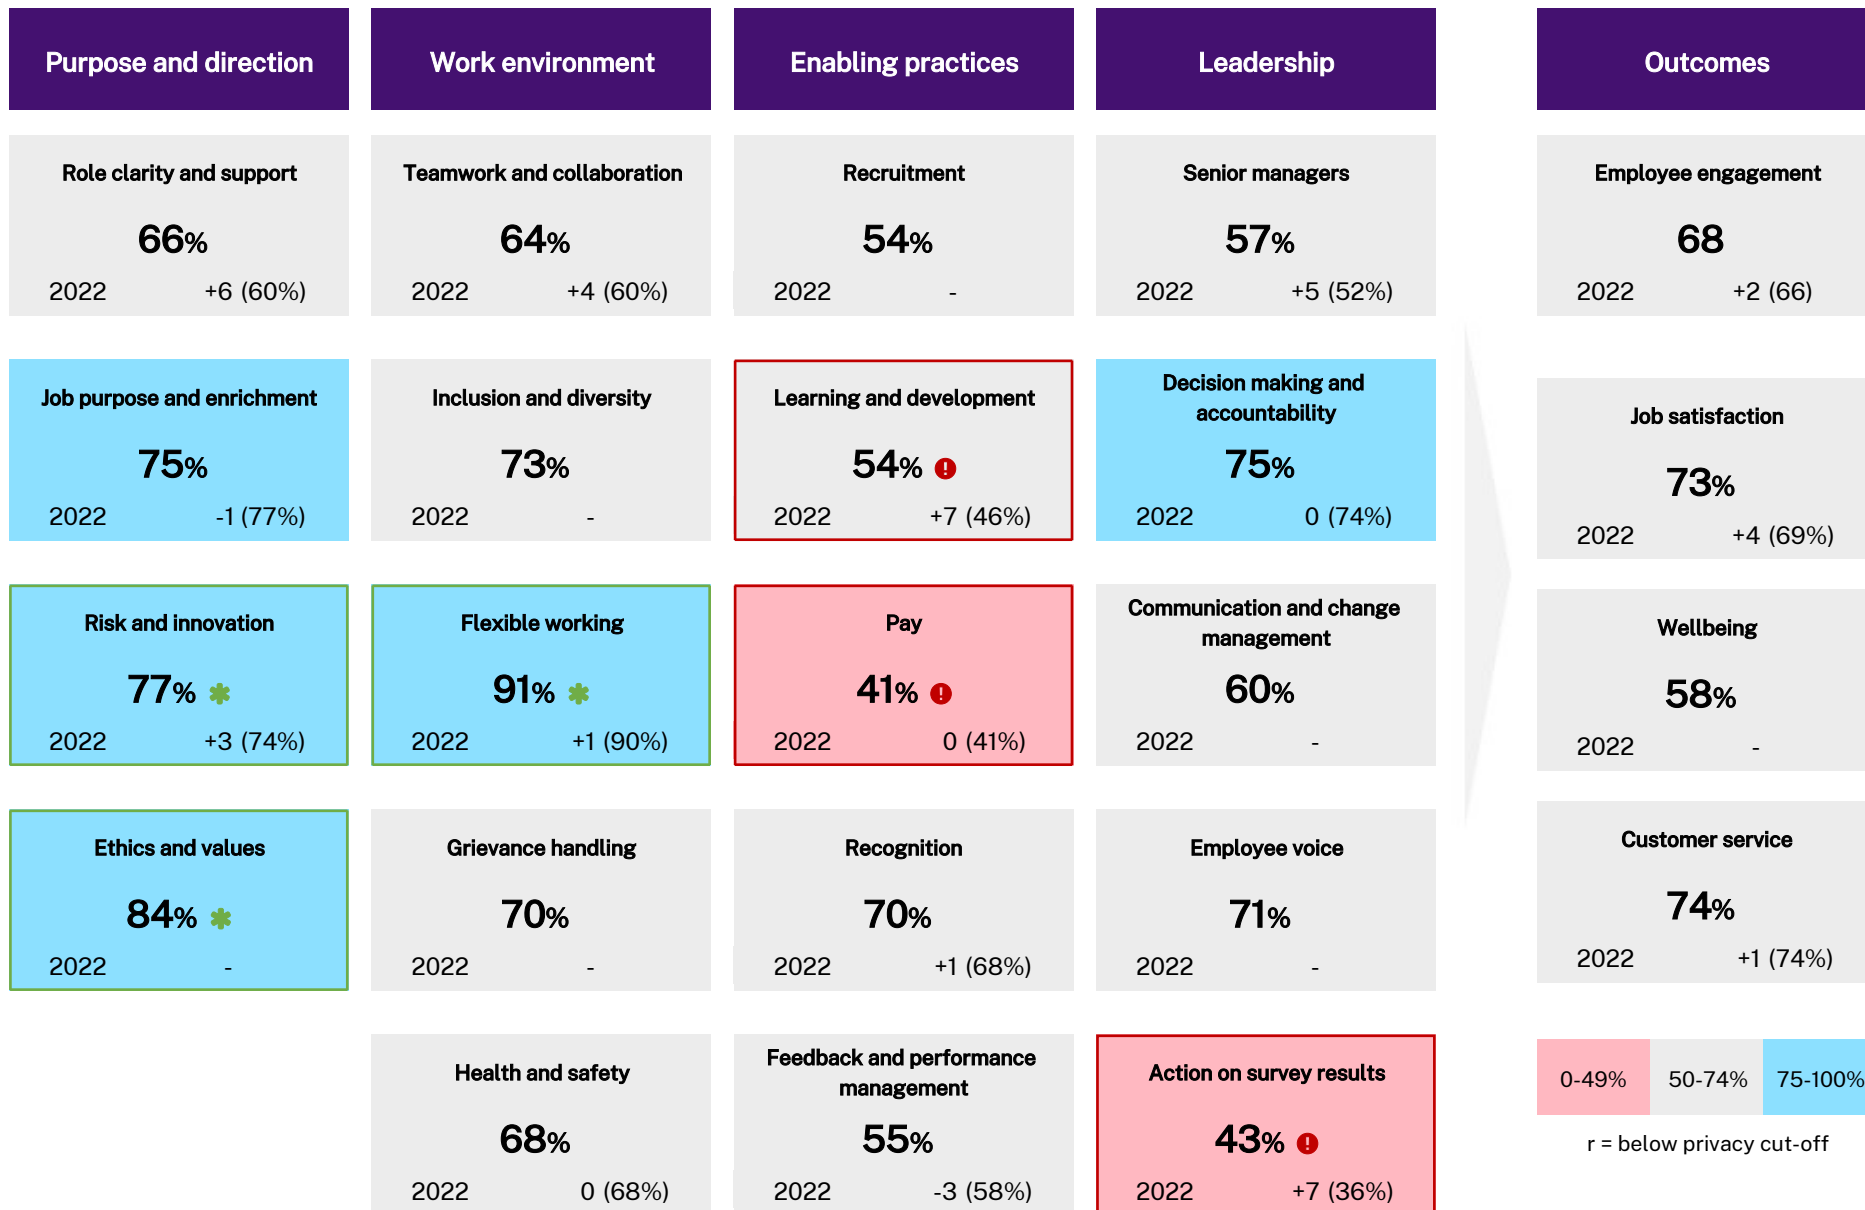 Purpose and direction
Work environment
Enabling practices
Leadership
Outcomes
Role clarity and support
66%
2022 +6 (60%)
Teamwork and collaboration
64%
2022 +4 (60%)
Recruitment
54%
2022 -
Senior managers
57%
2022 +5 (52%)
Employee engagement
68
2022 +2 (66)
Job purpose and enrichment
75%
2022 -1 (77%)
Inclusion and diversity
73%
2022 -
Learning and development
54%
2022 +7 (46%)
Decision making and
accountability
75%
2022 0 (74%)
Job satisfaction
73%
2022 +4 (69%)
Risk and innovation
77%
2022 +3 (74%)
Flexible working
91%
2022 +1 (90%)
Pay
41%
2022 0 (41%)
Communication and change
management
60%
2022 -
Wellbeing
58%
2022 -
Ethics and values
84%
2022 -
Grievance handling
70%
2022 -
Recognition
70%
2022 +1 (68%)
Employee voice
71%
2022 -
Customer service
74%
2022 +1 (74%)
Health and safety
68%
2022 0 (68%)
Feedback and performance
management
55%
2022 -3 (58%)
Action on survey results
43%
2022 +7 (36%)
0-49% 50-74% 75-100%
r = below privacy cut-off